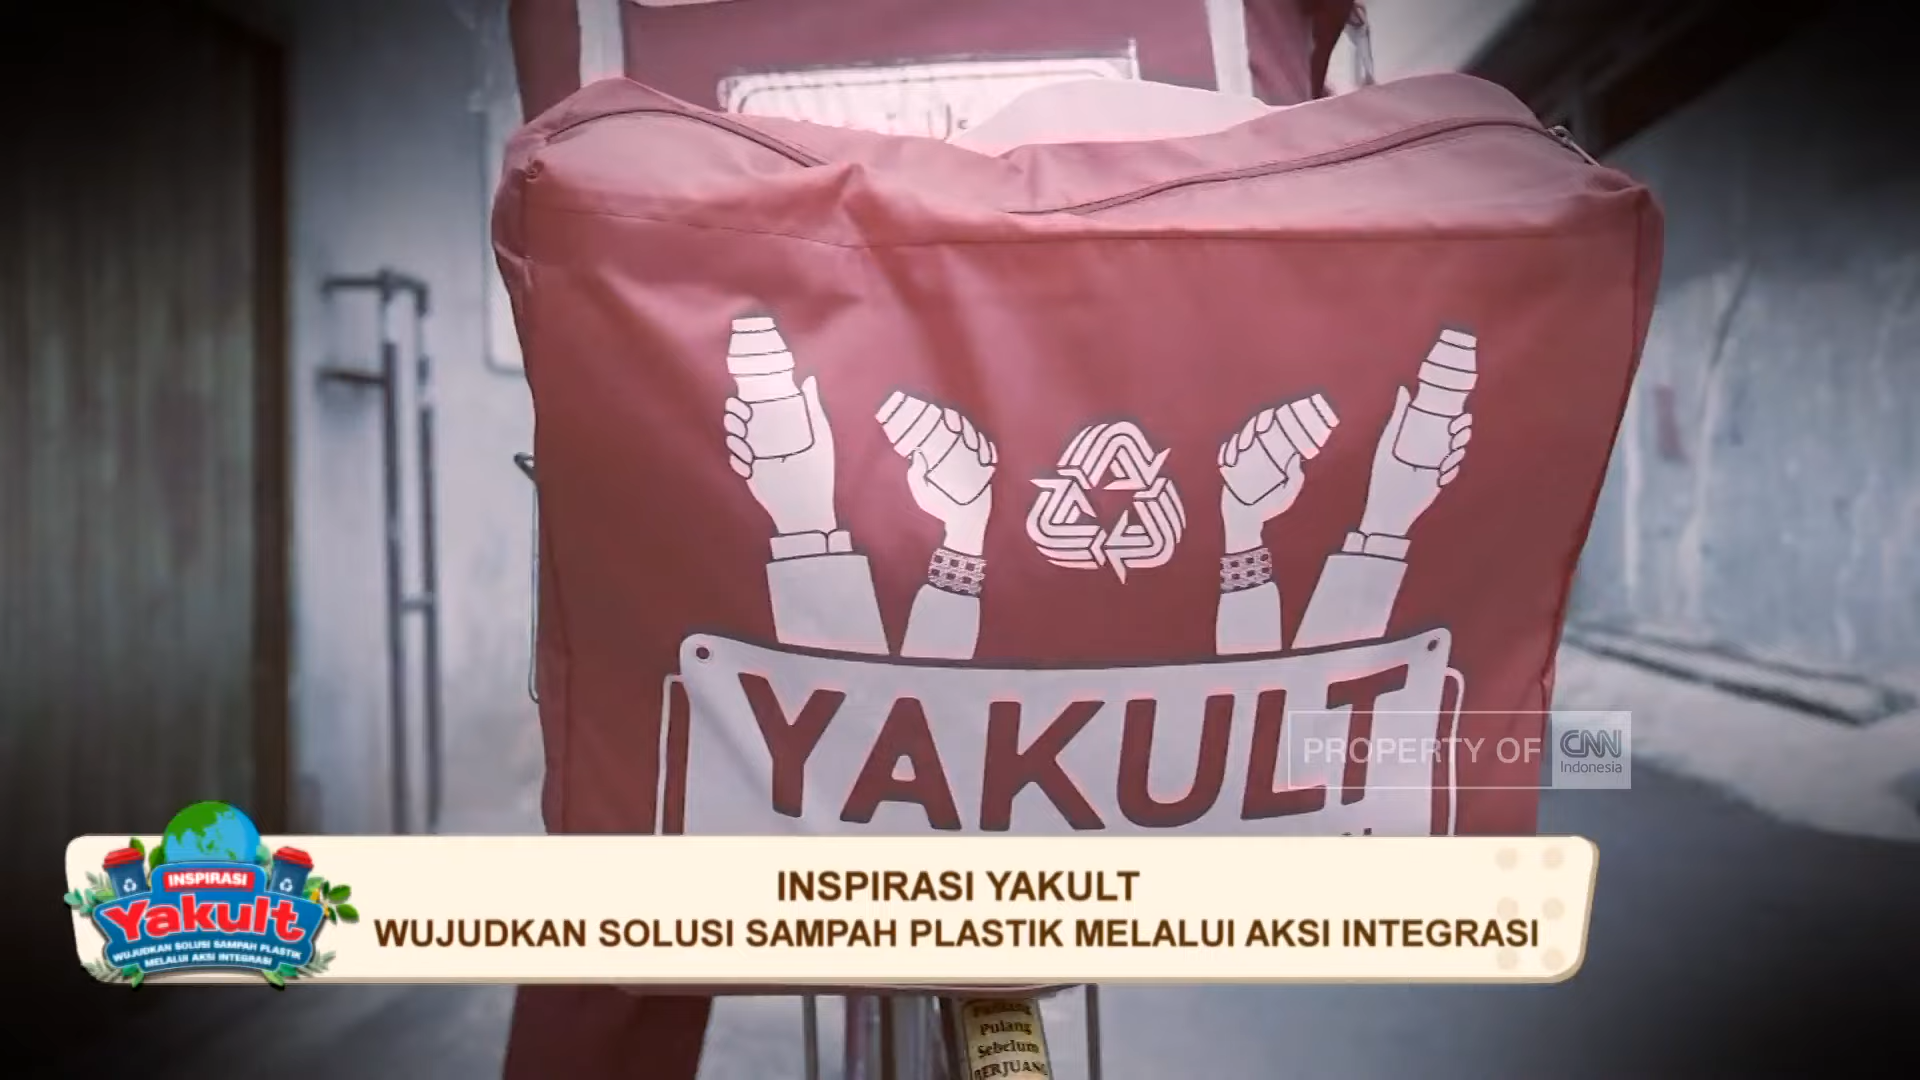 YAKULT
PROPERTY OF CNN Indonesia
INSPIRASI YAKULT
WUJUDKAN SOLUSI SAMPAH PLASTIK MELALUI AKSI INTEGRASI
INSPIRASI
Yakult
WUJUDKAN SOLUSI SAMPAH PLASTIK
MELALUI AKSI INTEGRASI
Pulang
Sebelum
BERJUANG